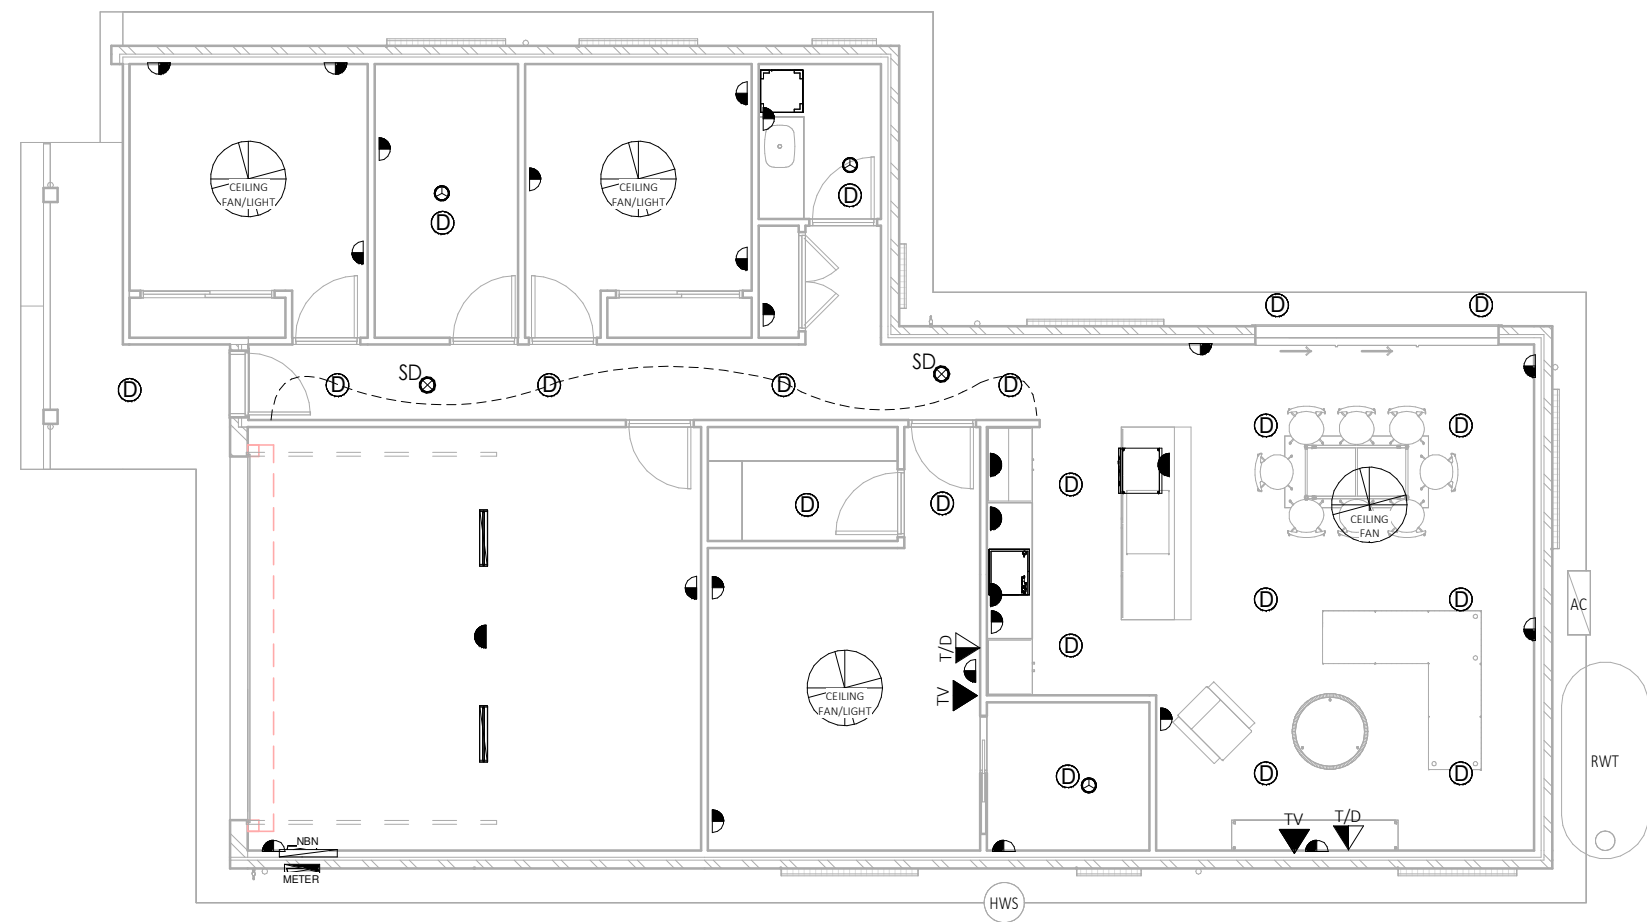 CEILING
FAN/LIGHT
CEILING
FAN/LIGHT
D
D
D
D
SD
SD
D
D
D
D
D
D
D
D
D
D
D
CEILING
FAN
D
D
AC
T/D
D
TV
CEILING
FAN/LIGHT
RWT
D
D
D
TV
T/D
NBN
METER
HWS